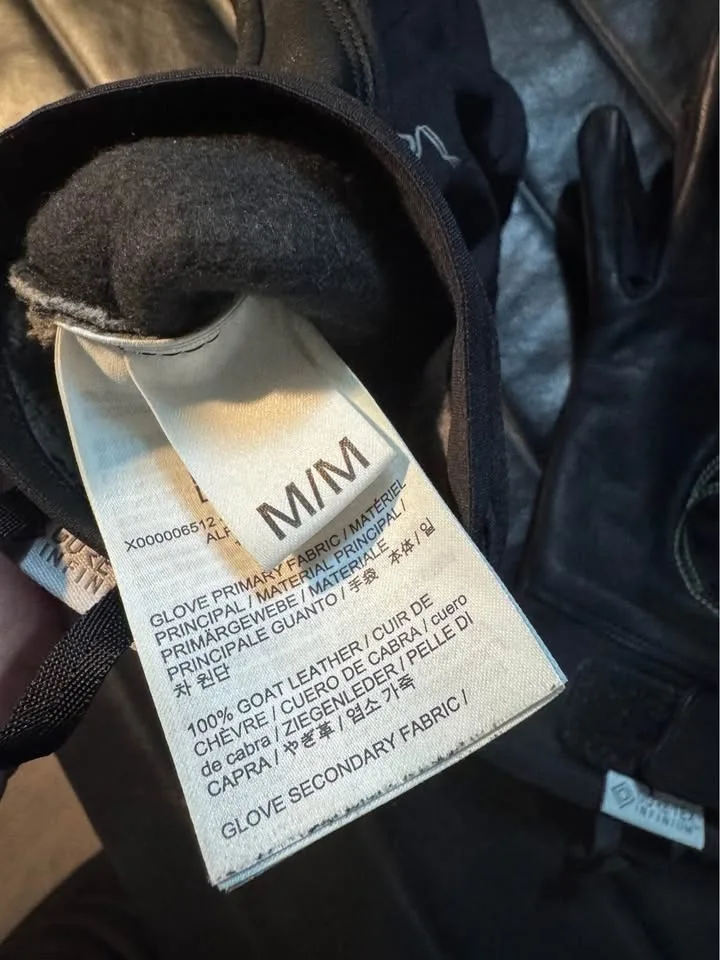 M/M
X000006512
GLOVE PRIMARY FABRIC / MATÉRIEL
PRINCIPAL / MATERIAL PRINCIPAL /
PRIMÄRGEWEBE / MATERIALE
PRINCIPALE GUANTO / 手袋 本体 / 일
차 원단
100% GOAT LEATHER / CUIR DE
CHÈVRE / CUERO DE CABRA / cuero
de cabra / ZIEGENLEDER / PELLE DI
CAPRA / やぎ革 / 염소 가죽
GLOVE SECONDARY FABRIC /
INFINIUM